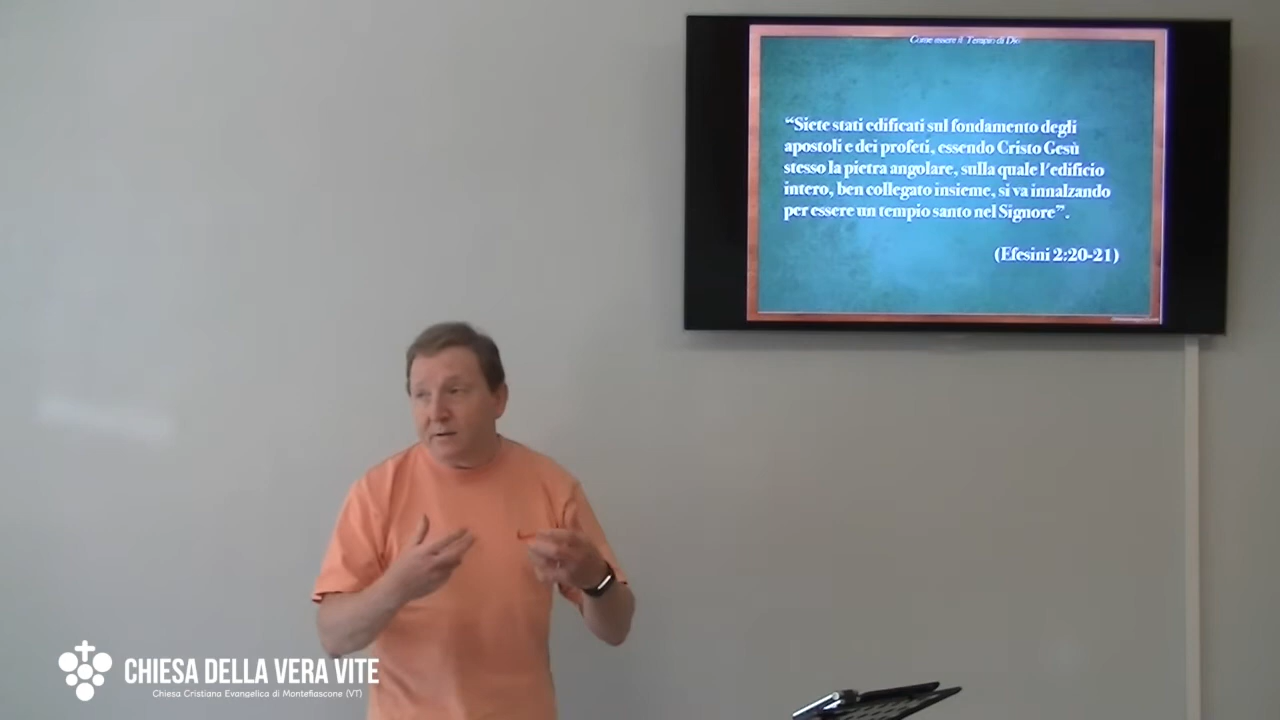 Come essere il Tempio di Dio
“Siete stati edificati sul fondamento degli
apostoli e dei profeti, essendo Cristo Gesù
stesso la pietra angolare, sulla quale l'edificio
intero, ben collegato insieme, si va innalzando
per essere un tempio santo nel Signore”.
(Efesini 2:20-21)
CHIESA DELLA VERA VITE
Chiesa Cristiana Evangelica di Montefiascone (VT)